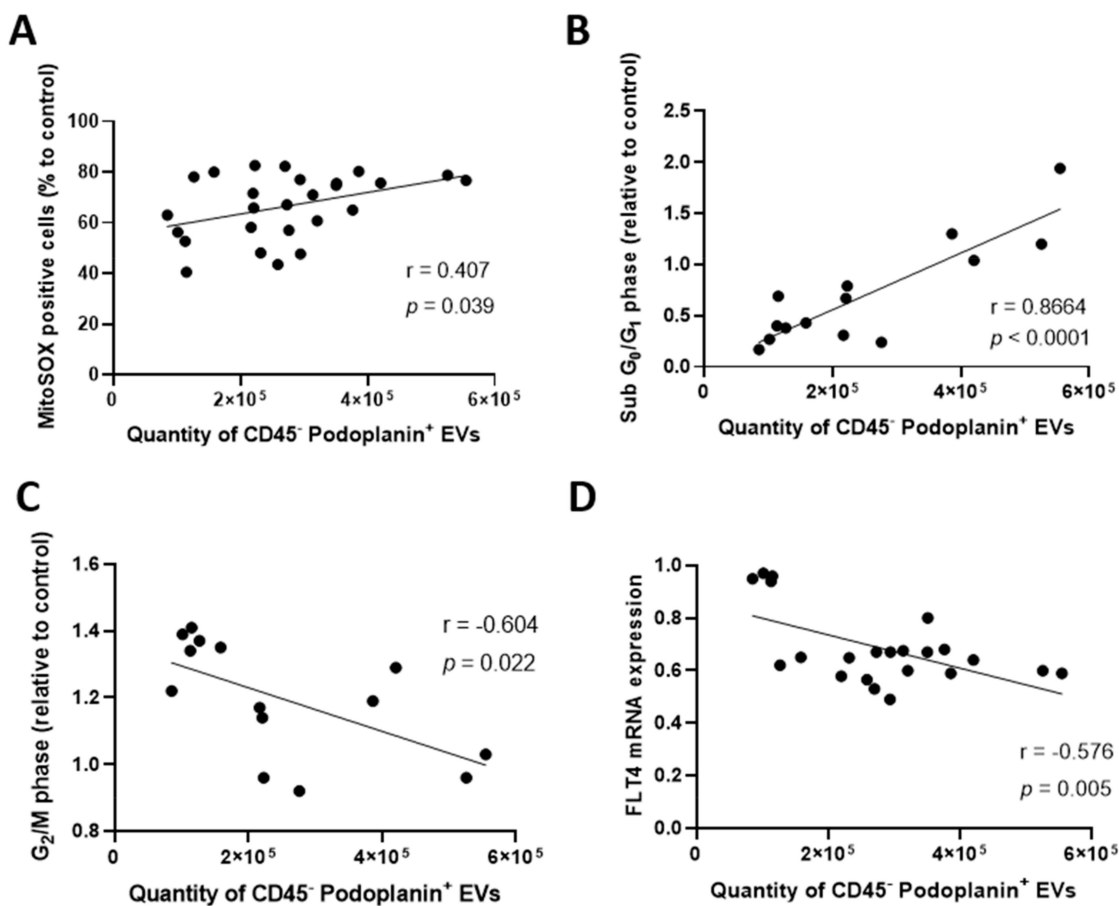 A
MitoSOX positive cells (% to control)
100
80
60
40
20
0
r = 0.407
p = 0.039
0 2×10⁵ 4×10⁵ 6×10⁵
Quantity of CD45⁻ Podoplanin⁺ EVs
B
Sub G₀/G₁ phase (relative to control)
2.5
2.0
1.5
1.0
0.5
0.0
r = 0.8664
p < 0.0001
0 2×10⁵ 4×10⁵ 6×10⁵
Quantity of CD45⁻ Podoplanin⁺ EVs
C
G₂/M phase (relative to control)
1.6
1.4
1.2
1.0
0.8
r = -0.604
p = 0.022
0 2×10⁵ 4×10⁵ 6×10⁵
Quantity of CD45⁻ Podoplanin⁺ EVs
D
FLT4 mRNA expression
1.0
0.8
0.6
0.4
0.2
0.0
r = -0.576
p = 0.005
0 2×10⁵ 4×10⁵ 6×10⁵
Quantity of CD45⁻ Podoplanin⁺ EVs